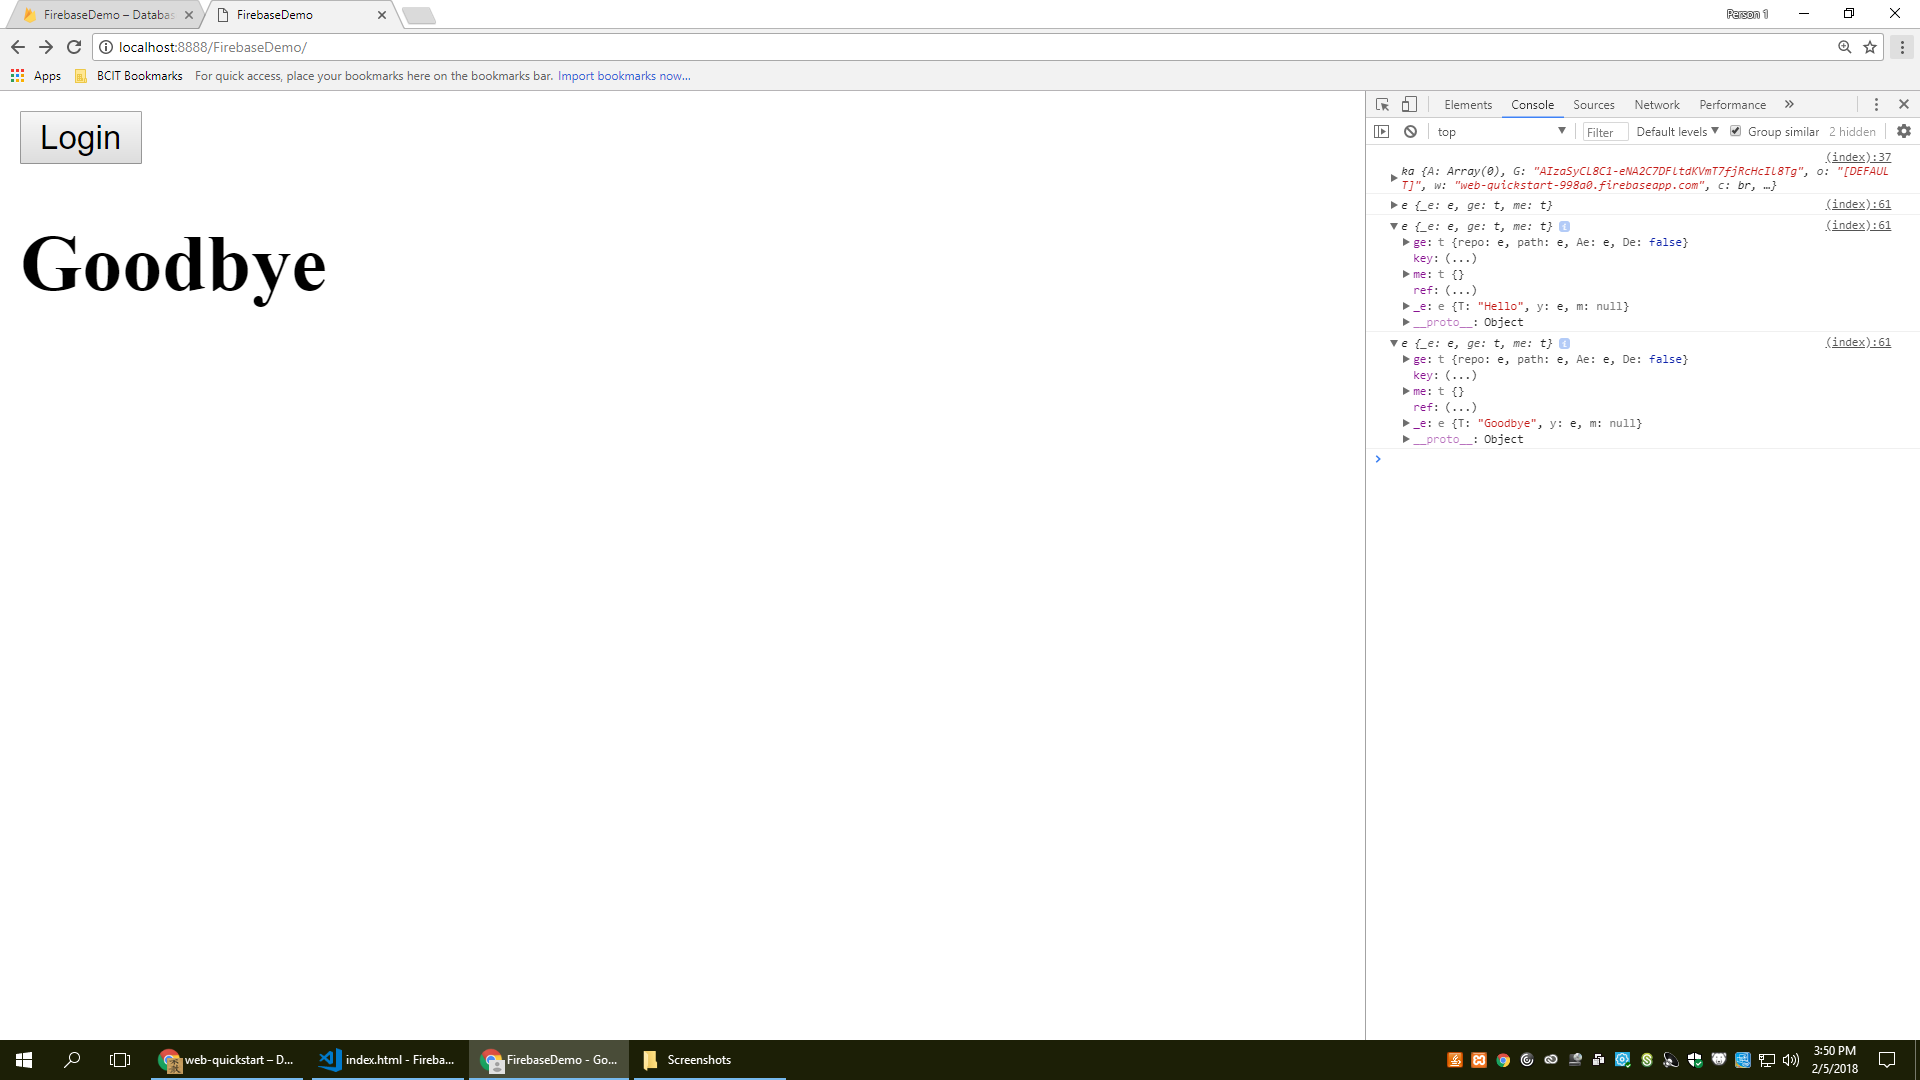 FirebaseDemo – Databas
FirebaseDemo
Person 1
localhost:8888/FirebaseDemo/
Apps
BCIT Bookmarks
For quick access, place your bookmarks here on the bookmarks bar. Import bookmarks now...
Login
Goodbye
Elements Console Sources Network Performance
top
Filter
Default levels
Group similar
2 hidden
(index):37
ka {A: Array(0), G: "AIzaSyCl8C1-eNA2C7DFltdKVmT7fjRcHcIl8Tg", o: "[DEFAUL
T]", w: "web-quickstart-998a0.firebaseapp.com", c: br, …}
e {_e: e, ge: t, me: t} (index):61
e {_e: e, ge: t, me: t} (index):61
ge: t {repo: e, path: e, Ae: e, De: false}
key: (...)
me: t {}
ref: (...)
_e: e {T: "Hello", y: e, m: null}
__proto__: Object
e {_e: e, ge: t, me: t} (index):61
ge: t {repo: e, path: e, Ae: e, De: false}
key: (...)
me: t {}
ref: (...)
_e: e {T: "Goodbye", y: e, m: null}
__proto__: Object
web-quickstart – D...
index.html - Fireba...
FirebaseDemo - Go...
Screenshots
3:50 PM
2/5/2018